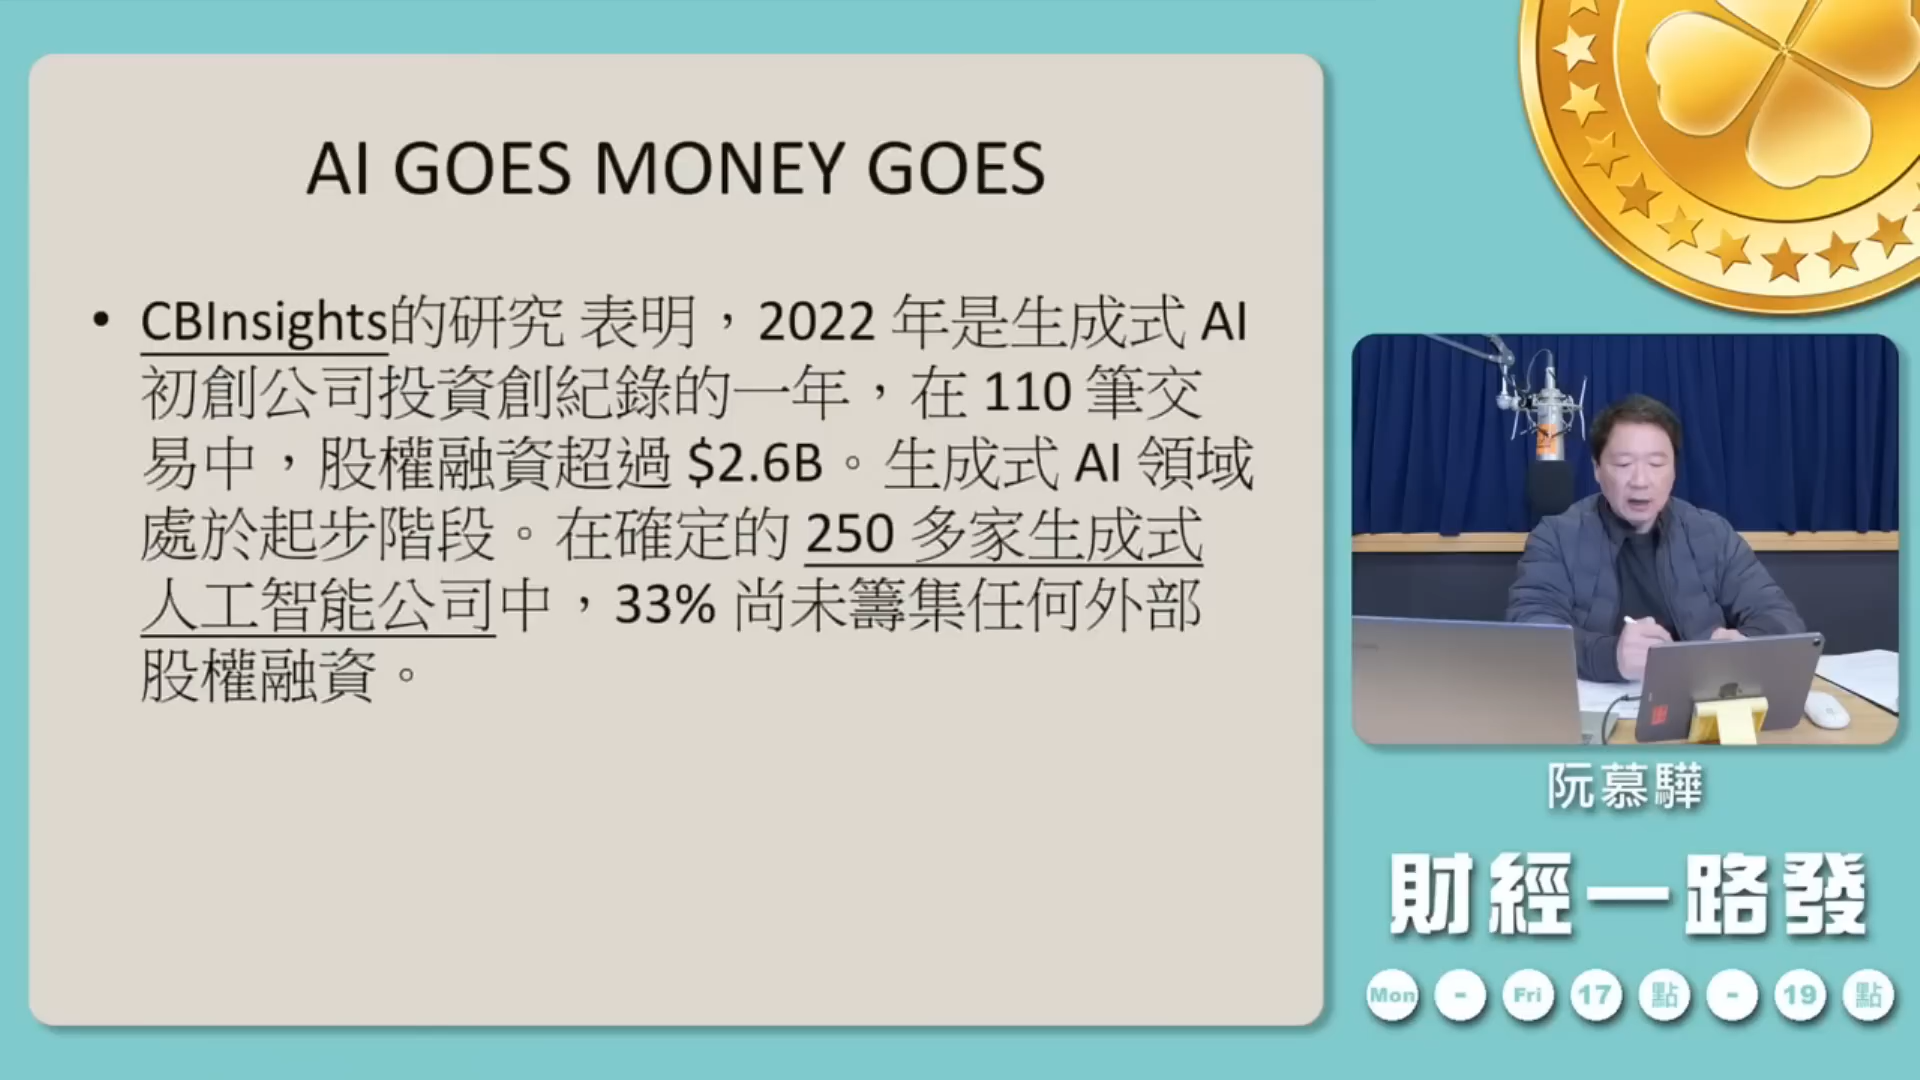 AI GOES MONEY GOES
• CBInsights的研究 表明，2022 年是生成式 AI
初創公司投資創紀錄的一年，在 110 筆交
易中，股權融資超過 $2.6B。生成式 AI 領域
處於起步階段。在確定的 250 多家生成式
人工智能公司中，33% 尚未籌集任何外部
股權融資。
阮慕驊
財經一路發
Mon - Fri 17 點 - 19 點